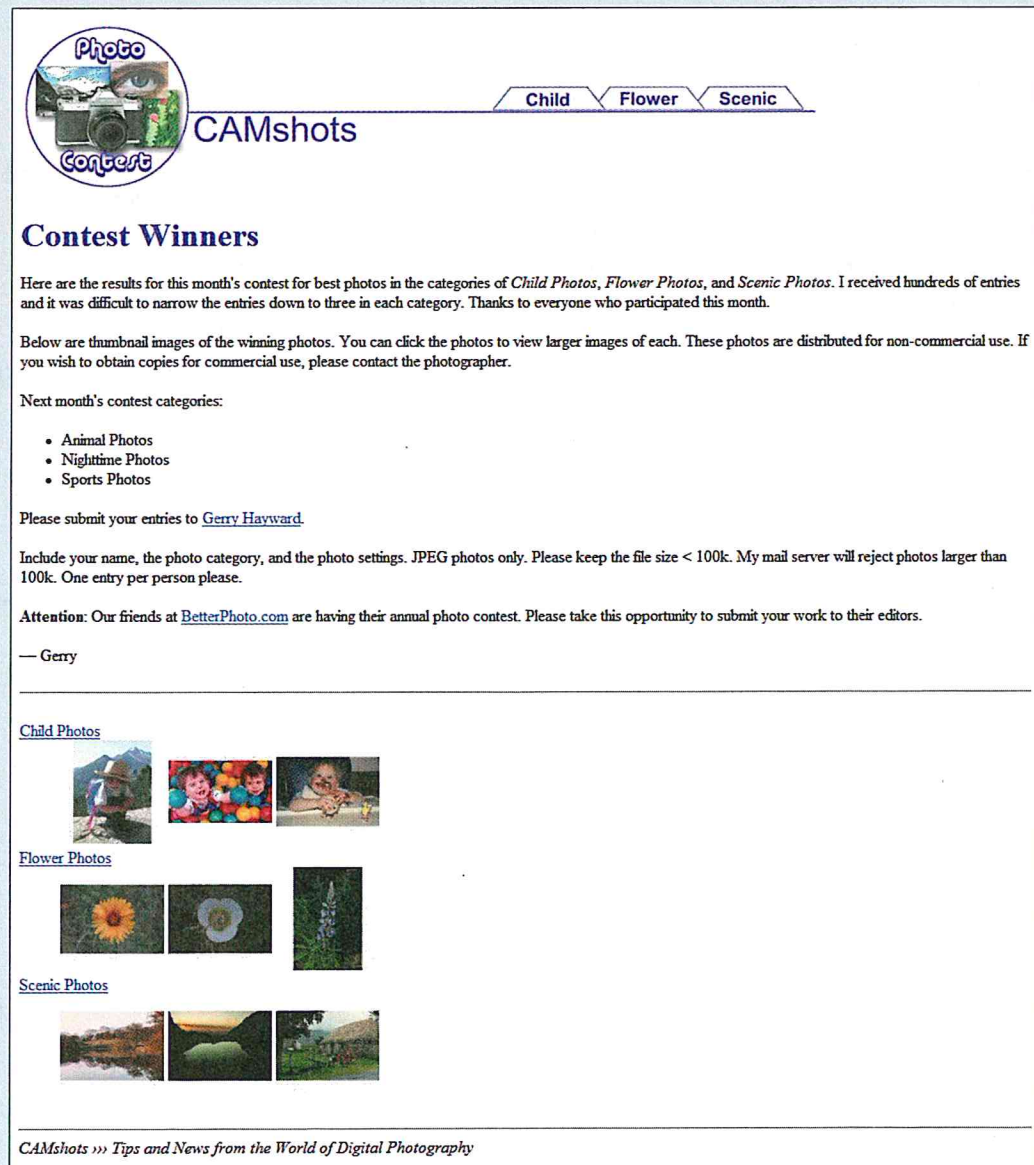 Photo
Contest
CAMshots
Child Flower Scenic
Contest Winners
Here are the results for this month's contest for best photos in the categories of Child Photos, Flower Photos, and Scenic Photos. I received hundreds of entries
and it was difficult to narrow the entries down to three in each category. Thanks to everyone who participated this month.
Below are thumbnail images of the winning photos. You can click the photos to view larger images of each. These photos are distributed for non-commercial use. If
you wish to obtain copies for commercial use, please contact the photographer.
Next month's contest categories:
• Animal Photos
• Nighttime Photos
• Sports Photos
Please submit your entries to Gerry Hayward.
Include your name, the photo category, and the photo settings. JPEG photos only. Please keep the file size < 100k. My mail server will reject photos larger than
100k. One entry per person please.
Attention: Our friends at BetterPhoto.com are having their annual photo contest. Please take this opportunity to submit your work to their editors.
— Gerry
Child Photos
Flower Photos
Scenic Photos
CAMshots ››› Tips and News from the World of Digital Photography